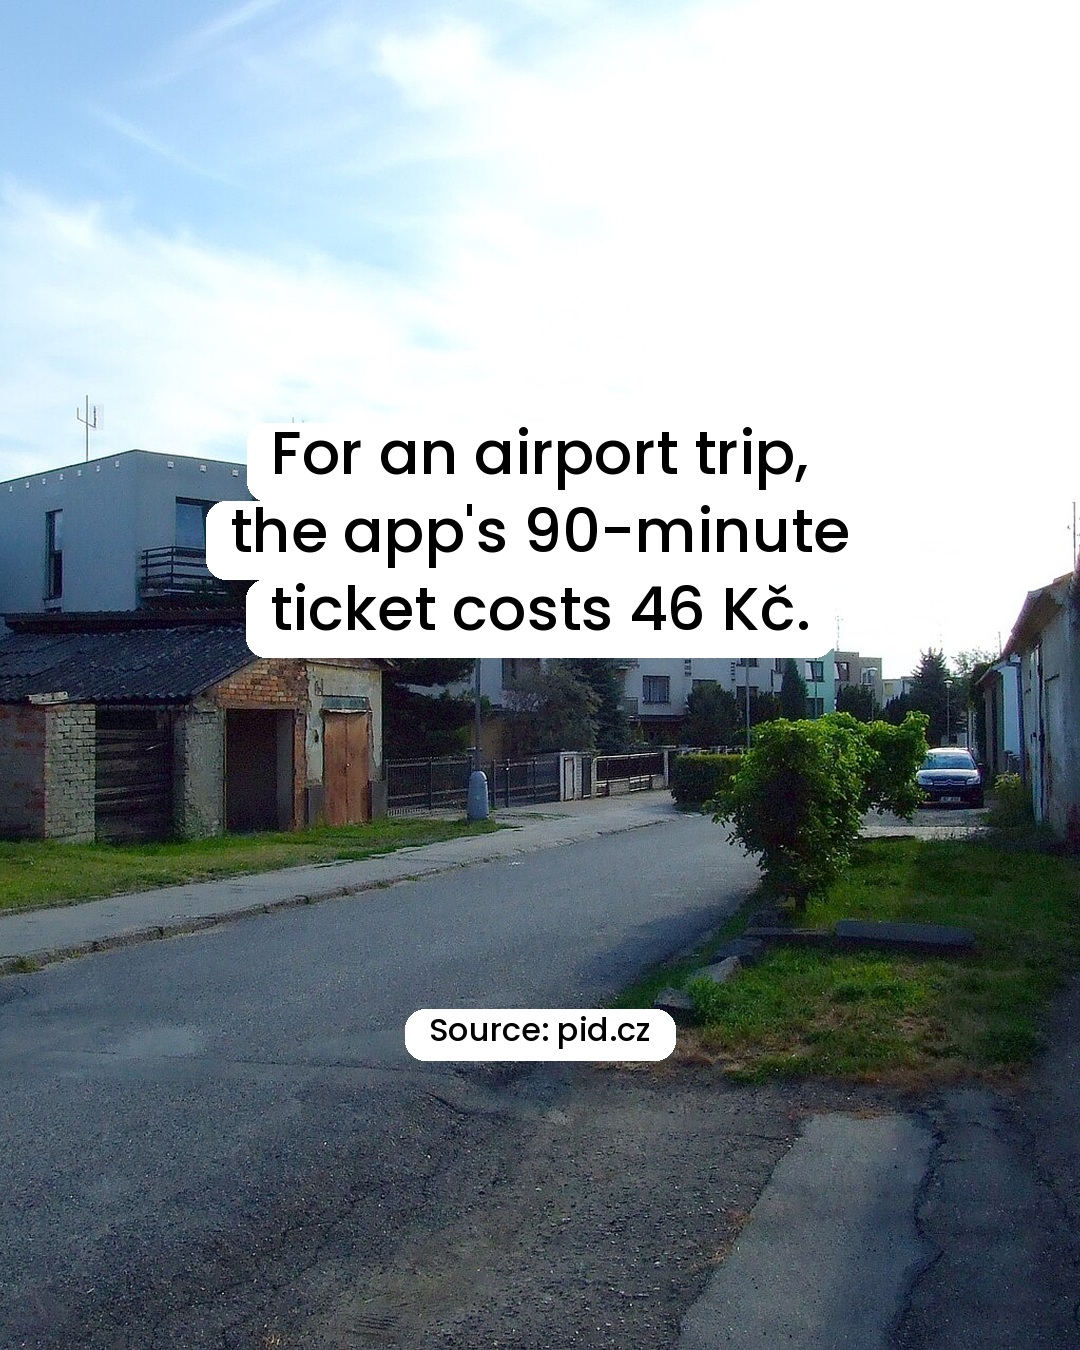 For an airport trip,
the app's 90-minute
ticket costs 46 Kč.
Source: pid.cz